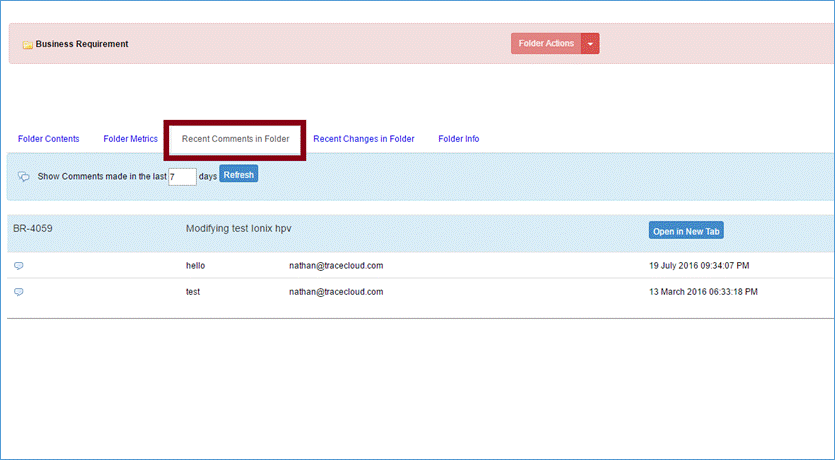 Business Requirement Folder Actions
Folder Contents Folder Metrics Recent Comments in Folder Recent Changes in Folder Folder Info
Show Comments made in the last 7 days Refresh
BR-4059 Modifying test Ionix hpv Open in New Tab
hello nathan@tracecloud.com 19 July 2016 09:34:07 PM
test nathan@tracecloud.com 13 March 2016 06:33:18 PM